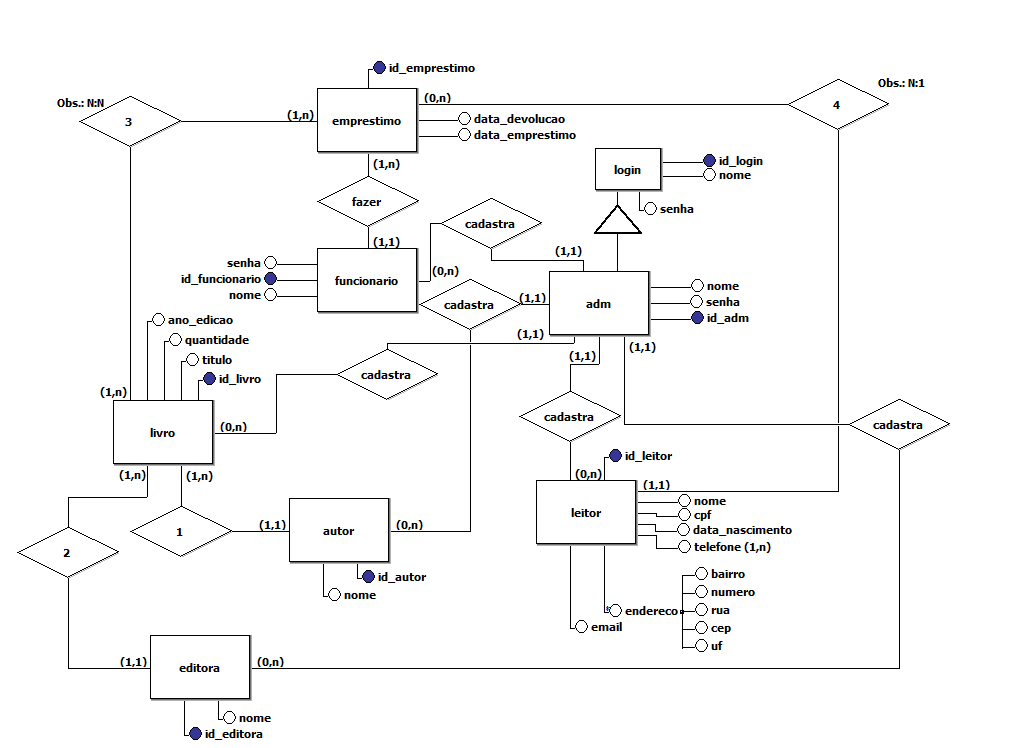 id_emprestimo
Obs.: N:N
Obs.: N:1
3
(1,n)
emprestimo
(0,n)
4
data_devolucao
data_emprestimo
(1,n)
login
id_login
nome
senha
fazer
cadastra
(1,1)
(1,1)
senha
id_funcionario
nome
funcionario
(0,n)
cadastra
(1,1)
adm
nome
senha
id_adm
ano_edicao
quantidade
titulo
id_livro
(1,1)
(1,1)
(1,1)
cadastra
(1,n)
livro
(0,n)
cadastra
cadastra
(1,n)
(1,n)
id_leitor
(0,n)
(1,1)
leitor
nome
cpf
data_nascimento
telefone (1,n)
2
1
(1,1)
autor
(0,n)
id_autor
nome
bairro
numero
endereco
rua
email
cep
uf
(1,1)
editora
(0,n)
nome
id_editora